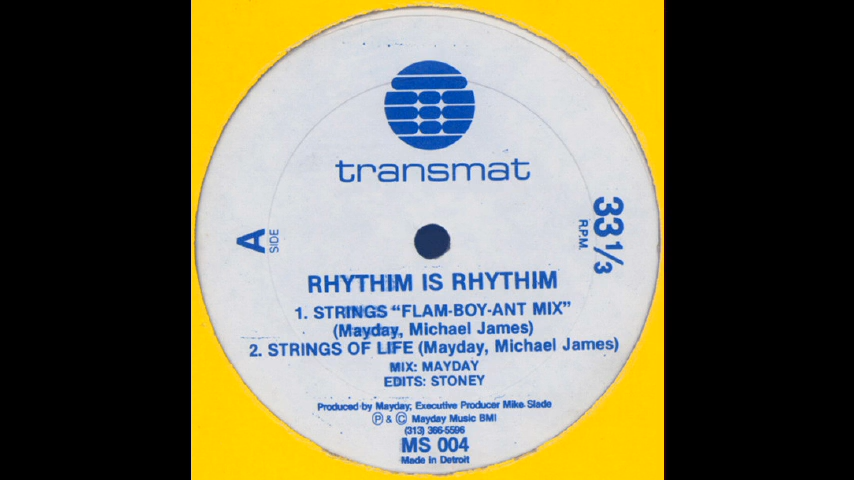 transmat
A
SIDE
33 1/3
R.P.M.
RHYTHIM IS RHYTHIM
1. STRINGS “FLAM-BOY-ANT MIX”
(Mayday, Michael James)
2. STRINGS OF LIFE (Mayday, Michael James)
MIX: MAYDAY
EDITS: STONEY
Produced by Mayday, Executive Producer Mike Slade
Ⓟ & © Mayday Music BMI
(313) 366-5596
MS 004
Made in Detroit